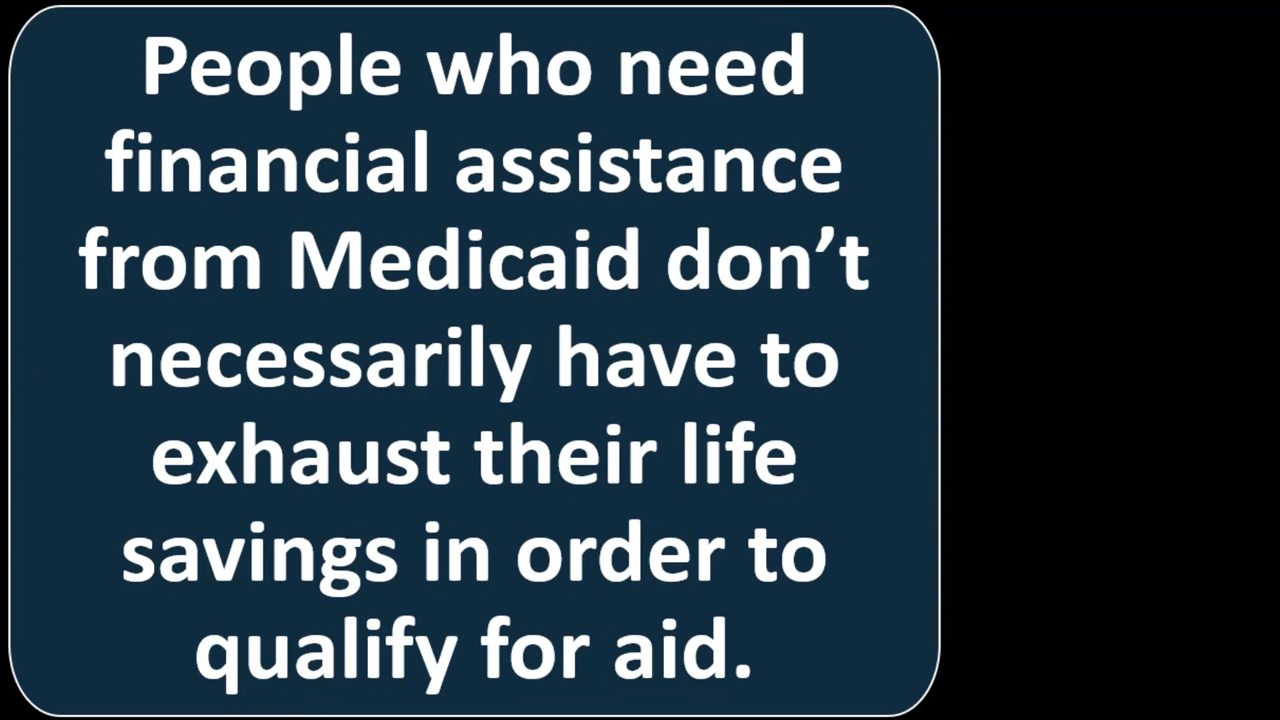 People who need
financial assistance
from Medicaid don’t
necessarily have to
exhaust their life
savings in order to
qualify for aid.